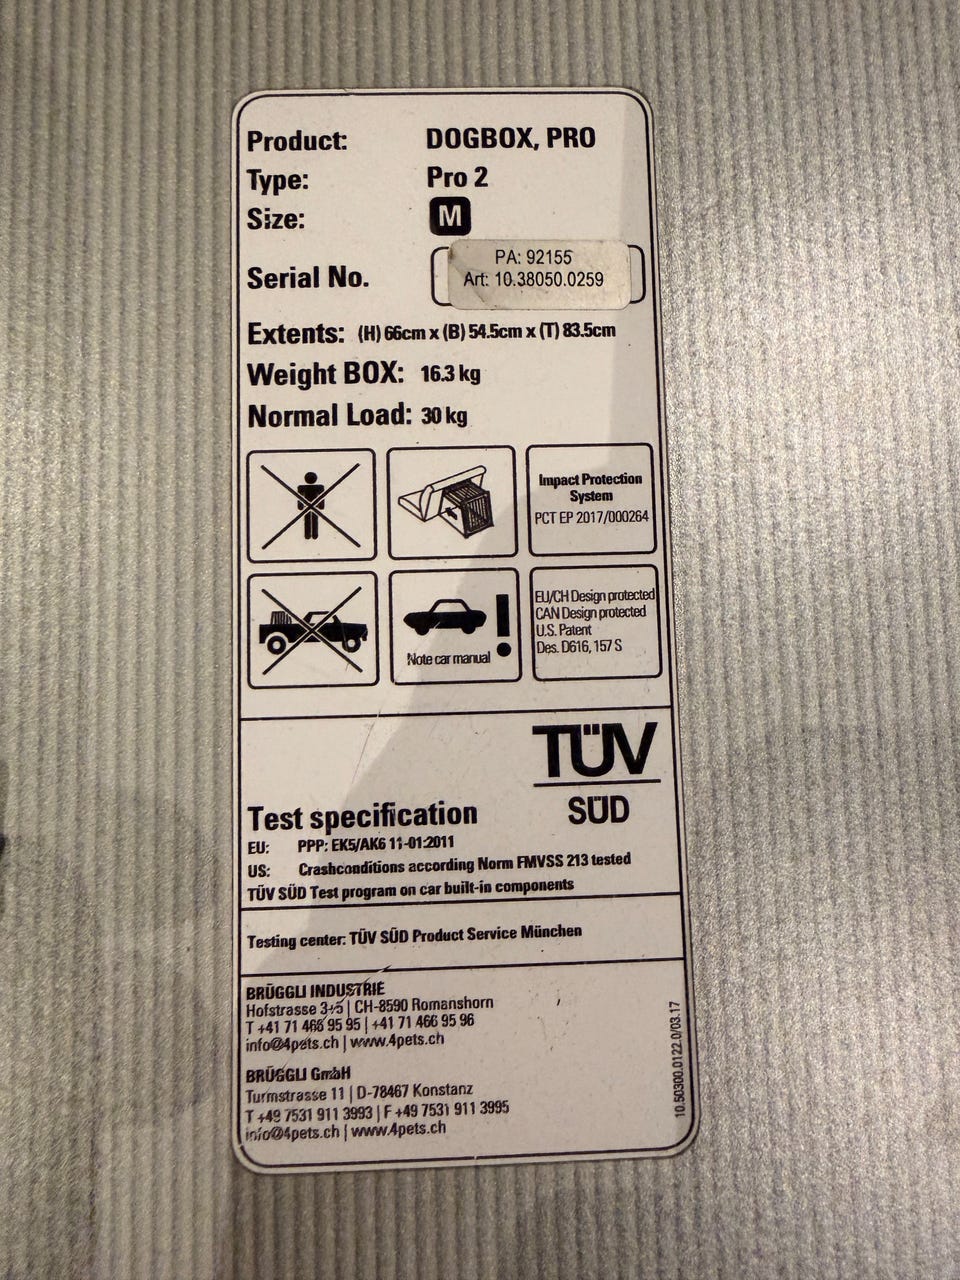 Product: DOGBOX, PRO
Type: Pro 2
Size: M
Serial No. PA: 92155
Art: 10.38050.0259
Extents: (H) 66cm x (B) 54.5cm x (T) 83.5cm
Weight BOX: 16.3 kg
Normal Load: 30 kg
Impact Protection
System
PCT EP 2017/000264
Note car manual !
EU/CH Design protected
CAN Design protected
U.S. Patent
Des. D616, 157 S
TÜV
SÜD
Test specification
EU: PPP: EK5/AK6 11-01:2011
US: Crashconditions according Norm FMVSS 213 tested
TÜV SÜD Test program on car built-in components
Testing center: TÜV SÜD Product Service München
BRÜGGLI INDUSTRIE
Hofstrasse 3+5 | CH-8590 Romanshorn
T +41 71 466 95 95 | +41 71 466 95 96
info@4pets.ch | www.4pets.ch
BRÜGGLI GmbH
Turmstrasse 11 | D-78467 Konstanz
T +49 7531 911 3993 | F +49 7531 911 3995
info@4pets.ch | www.4pets.ch
10.50300.0122.0/03.17